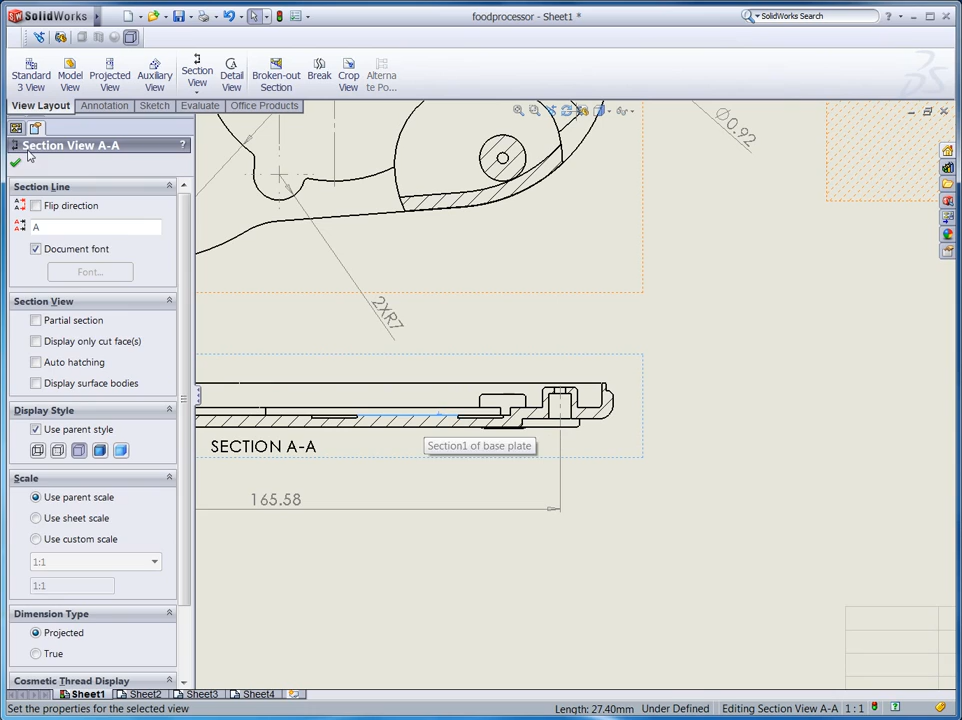 SolidWorks
foodprocessor - Sheet1 *
SolidWorks Search
Standard 3 View
Model View
Projected View
Auxiliary View
Section View
Detail View
Broken-out Section
Break
Crop View
Alterna te Po...
View Layout
Annotation
Sketch
Evaluate
Office Products
Section View A-A
?
Section Line
Flip direction
A
Document font
Font...
Section View
Partial section
Display only cut face(s)
Auto hatching
Display surface bodies
Display Style
Use parent style
Scale
Use parent scale
Use sheet scale
Use custom scale
1:1
1:1
Dimension Type
Projected
True
Cosmetic Thread Display
Ø0.92
2XR7
SECTION A-A
Section1 of base plate
165.58
Sheet1
Sheet2
Sheet3
Sheet4
Set the properties for the selected view
Length: 27.40mm
Under Defined
Editing Section View A-A
1 : 1